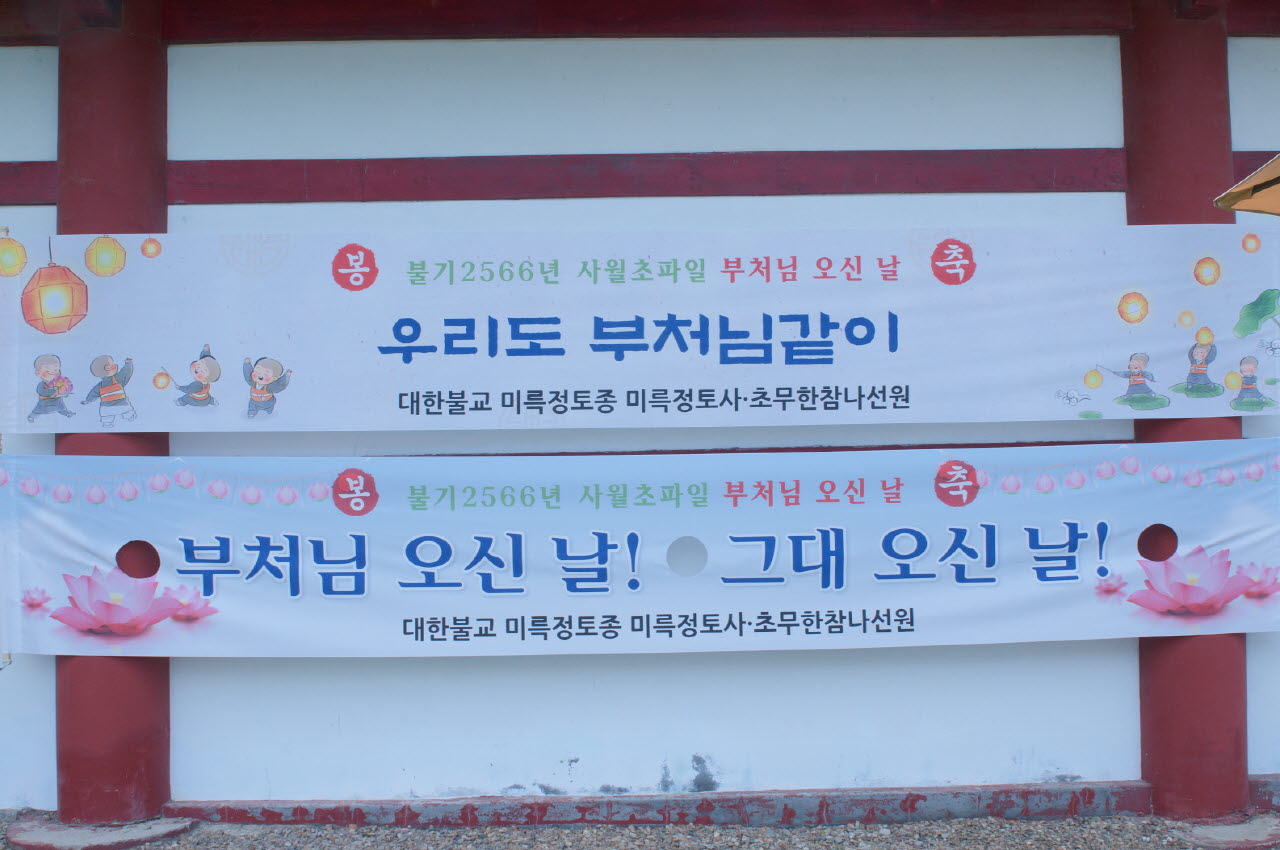 봉 불기2566년 사월초파일 부처님 오신 날 축
우리도 부처님같이
대한불교 미륵정토종 미륵정토사·초무한참나선원
봉 불기2566년 사월초파일 부처님 오신 날 축
부처님 오신 날! 그대 오신 날!
대한불교 미륵정토종 미륵정토사·초무한참나선원